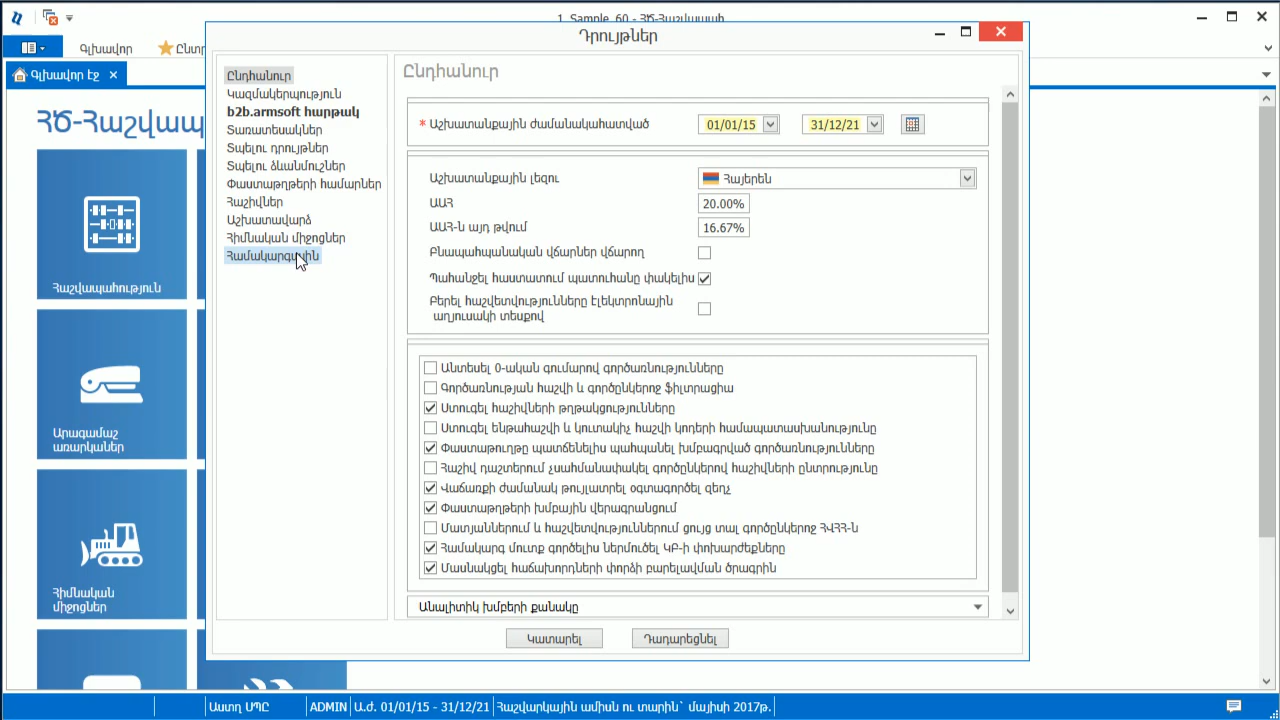 1_Sample_60 - ՀԾ-Հաշվապահ
Գլխավոր
Ընտր
Գլխավոր էջ
ՀԾ-Հաշվապ
Հաշվապահություն
Արագամաշ
առարկաներ
Հիմնական
միջոցներ
Դրույթներ
Ընդհանուր
Կազմակերպություն
b2b.armsoft հարթակ
Տառատեսակներ
Տպելու դրույթներ
Տպելու ձևանմուշներ
Փաստաթղթերի համարներ
Հաշիվներ
Աշխատավարձ
Հիմնական միջոցներ
Համակարգային
Ընդհանուր
* Աշխատանքային ժամանակահատված 01/01/15 31/12/21
Աշխատանքային լեզու Հայերեն
ԱԱՀ 20.00%
ԱԱՀ-ն այդ թվում 16.67%
Բնապահպանական վճարներ վճարող
Պահանջել հաստատում պատուհանը փակելիս
Բերել հաշվետվությունները էլեկտրոնային
աղյուսակի տեսքով
Անտեսել 0-ական գումարով գործառնությունները
Գործառնության հաշվի և գործընկերոջ ֆիլտրացիա
Ստուգել հաշիվների թղթակցությունները
Ստուգել ենթահաշվի և կուտակիչ հաշվի կոդերի համապատասխանությունը
Փաստաթուղթը պատճենելիս պահպանել խմբագրված գործառնությունները
Հաշիվ դաշտերում չսահմանափակել գործընկերով հաշիվների ընտրությունը
Վաճառքի ժամանակ թույլատրել օգտագործել զեղչ
Փաստաթղթերի խմբային վերագրանցում
Մատյաններում և հաշվետվություններում ցույց տալ գործընկերոջ ՀՎՀՀ-ն
Համակարգ մուտք գործելիս ներմուծել ԿԲ-ի փոխարժեքները
Մասնակցել հաճախորդների փորձի բարելավման ծրագրին
Անալիտիկ խմբերի քանակը
Կատարել
Դադարեցնել
Աստղ ՍՊԸ ADMIN Ա.ժ. 01/01/15 - 31/12/21 Հաշվարկային ամիսն ու տարին` մայիսի 2017թ.